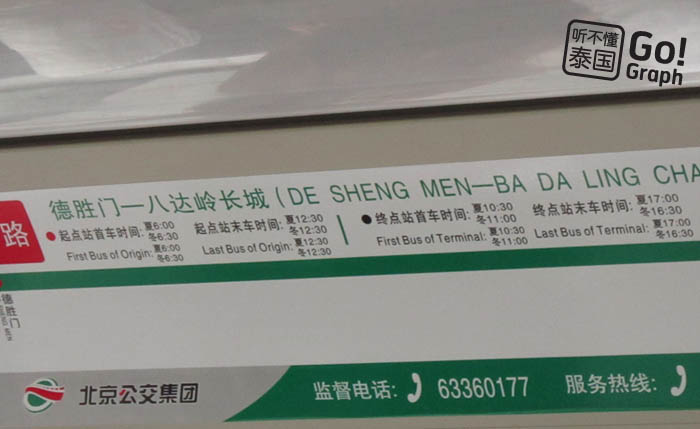 听不懂
泰国
Go!
Graph
路
德胜门—八达岭长城(DE SHENG MEN—BA DA LING CHA
起点站首车时间: 夏6:00 冬6:30
起点站末车时间: 夏12:30 冬12:30
终点站首车时间: 夏10:30 冬11:00
终点站末车时间: 夏17:00 冬16:30
First Bus of Origin: 夏6:00 冬6:30
Last Bus of Origin: 夏12:30 冬12:30
First Bus of Terminal: 夏10:30 冬11:00
Last Bus of Terminal: 夏17:00 冬16:30
德胜门
北京公交集团
监督电话: 63360177
服务热线: